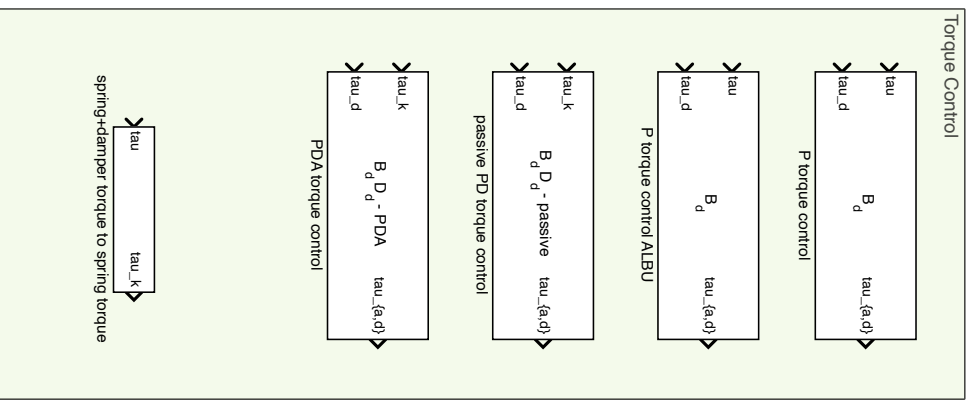 Torque Control
tau
tau_d
B_d
tau_{a,d}
P torque control
tau
tau_d
B_d
tau_{a,d}
P torque control ALBU
tau_k
tau_d
B_d D_d - passive
tau_{a,d}
passive PD torque control
tau_k
tau_d
B_d D_d - PDA
tau_{a,d}
PDA torque control
tau
tau_k
spring+damper torque to spring torque